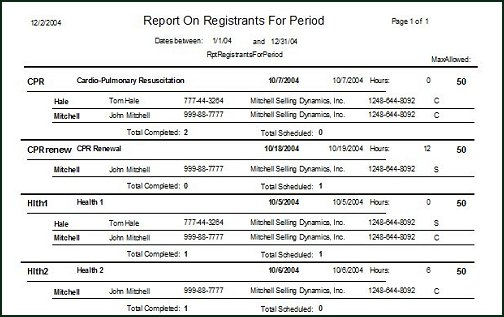 12/2/2004 Report On Registrants For Period Page 1 of 1
Dates between: 1/1/04 and 12/31/04
RptRegistrantsForPeriod
MaxAllowed:
CPR Cardio-Pulmonary Resuscitation 10/7/2004 10/7/2004 Hours: 0 50
Hale Tom Hale 777-44-3264 Mitchell Selling Dynamics, Inc. 1248-644-8092 C
Mitchell John Mitchell 999-88-7777 Mitchell Selling Dynamics, Inc. 1248-644-8092 C
Total Completed: 2 Total Scheduled: 0
CPRrenew CPR Renewal 10/18/2004 10/19/2004 Hours: 12 50
Mitchell John Mitchell 999-88-7777 Mitchell Selling Dynamics, Inc. 1248-644-8092 S
Total Completed: 0 Total Scheduled: 1
Hlth1 Health 1 10/5/2004 10/5/2004 Hours: 0 50
Hale Tom Hale 777-44-3264 Mitchell Selling Dynamics, Inc. 1248-644-8092 S
Mitchell John Mitchell 999-88-7777 Mitchell Selling Dynamics, Inc. 1248-644-8092 C
Total Completed: 1 Total Scheduled: 1
Hlth2 Health 2 10/6/2004 10/6/2004 Hours: 6 50
Mitchell John Mitchell 999-88-7777 Mitchell Selling Dynamics, Inc. 1248-644-8092 C
Total Completed: 1 Total Scheduled: 0